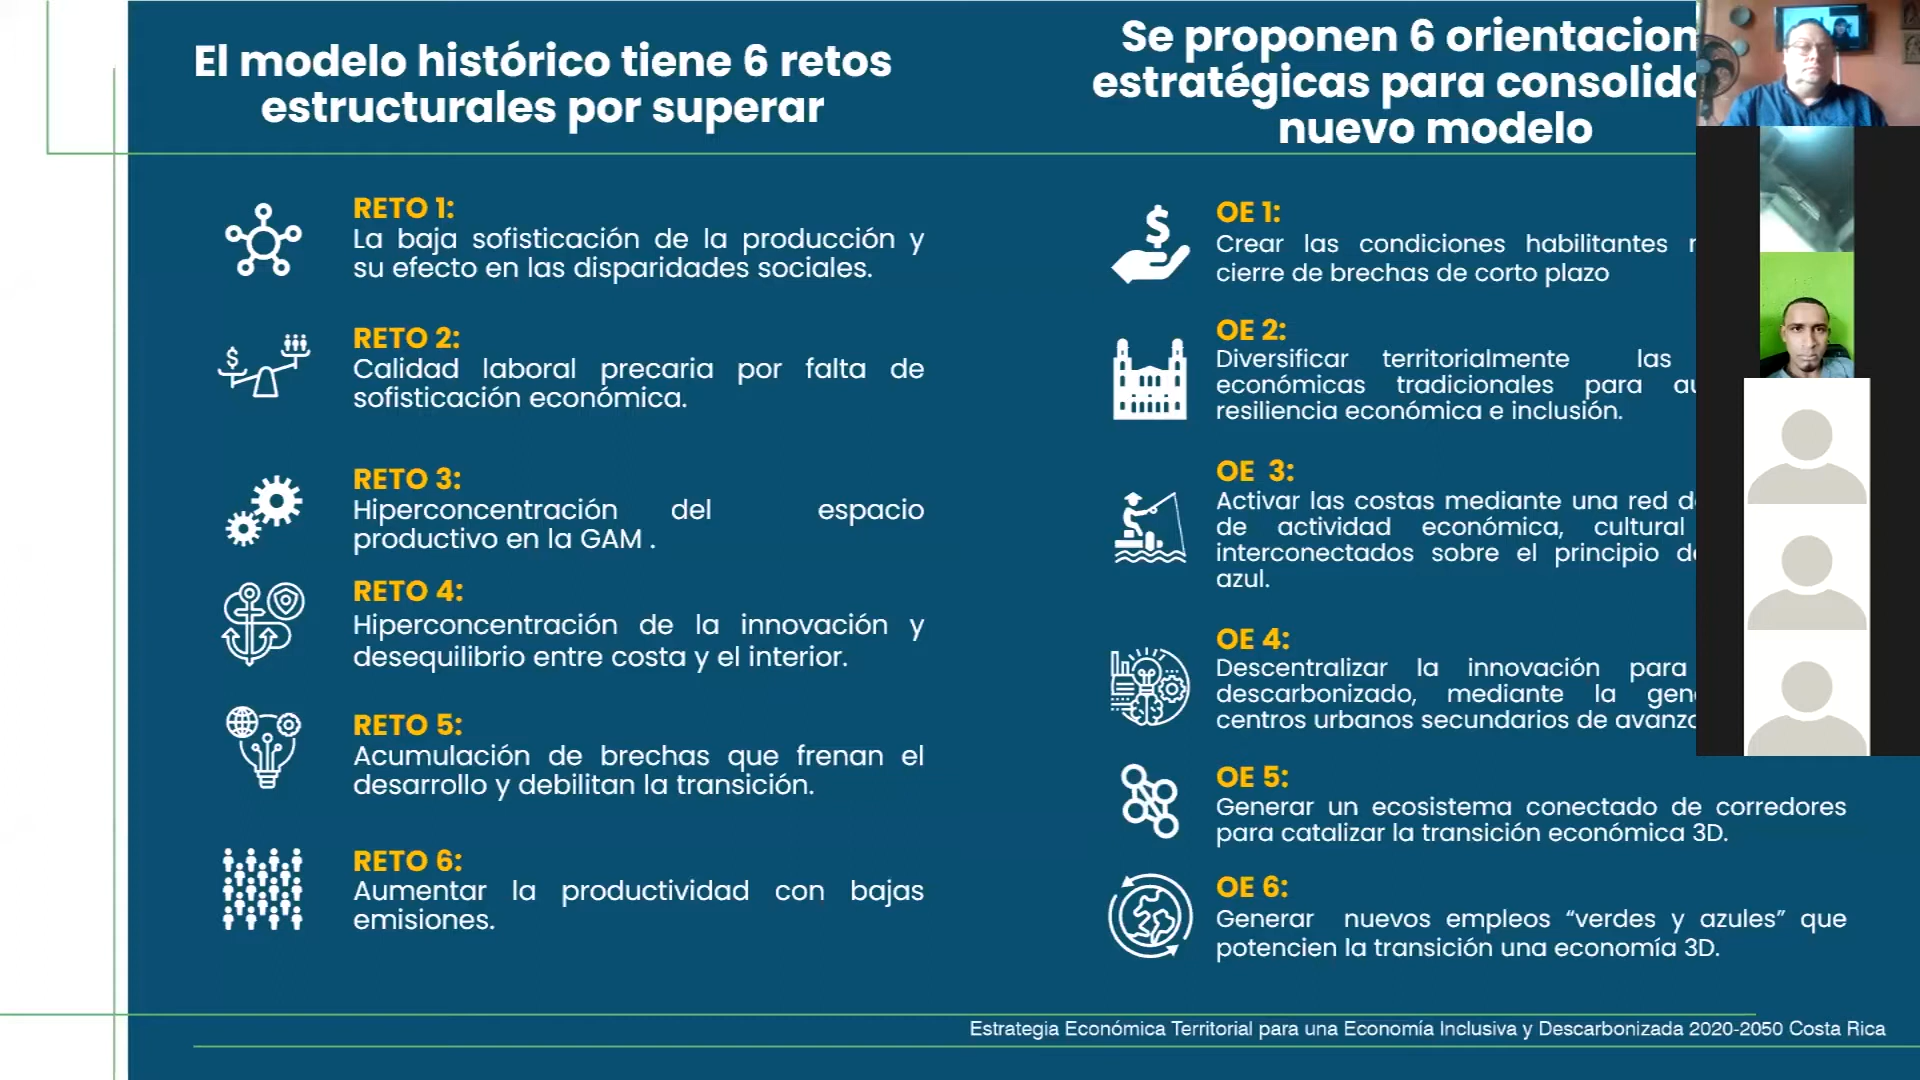 El modelo histórico tiene 6 retos
estructurales por superar
RETO 1:
La baja sofisticación de la producción y
su efecto en las disparidades sociales.
RETO 2:
Calidad laboral precaria por falta de
sofisticación económica.
RETO 3:
Hiperconcentración del espacio
productivo en la GAM .
RETO 4:
Hiperconcentración de la innovación y
desequilibrio entre costa y el interior.
RETO 5:
Acumulación de brechas que frenan el
desarrollo y debilitan la transición.
RETO 6:
Aumentar la productividad con bajas
emisiones.
Se proponen 6
estratégicas para
nuevo modelo
OE 1:
Crear las condiciones habilitantes
cierre de brechas de corto plazo
OE 2:
Diversificar territorialmente las
económicas tradicionales para
resiliencia económica e inclusión.
OE 3:
Activar las costas mediante una red
de actividad económica, cultural
interconectados sobre el principio
azul.
OE 4:
Descentralizar la innovación para
descarbonizado, mediante la
centros urbanos secundarios de
OE 5:
Generar un ecosistema conectado de corredores
para catalizar la transición económica 3D.
OE 6:
Generar nuevos empleos “verdes y azules” que
potencien la transición una economía 3D.
Estrategia Económica Territorial para una Economía Inclusiva y Descarbonizada 2020-2050 Costa Rica